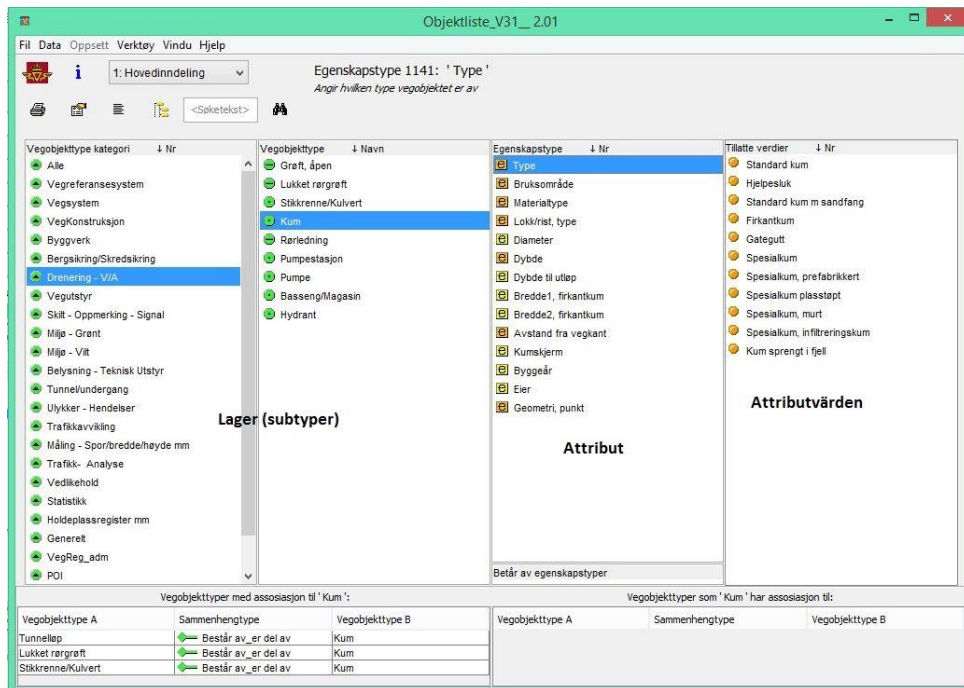 Objektliste_V31__ 2.01
Fil Data Oppsett Verktøy Vindu Hjelp
1: Hovedinndeling
Egenskapstype 1141: ' Type '
Angir hvilken type vegobjektet er av
<Søketekst>
Vegobjekttype kategori ↓ Nr
Alle
Vegreferansesystem
Vegsystem
VegKonstruksjon
Byggverk
Bergsikring/Skredsikring
Drenering - V/A
Vegutstyr
Skilt - Oppmerking - Signal
Miljø - Grønt
Miljø - Vilt
Belysning - Teknisk Utstyr
Tunnel/undergang
Ulykker - Hendelser
Trafikkavvikling
Måling - Spor/bredde/høyde mm
Trafikk- Analyse
Vedlikehold
Statistikk
Holdeplassregister mm
Generelt
VegReg_adm
POI
Vegobjekttype ↓ Navn
Grøft, åpen
Lukket rørgrøft
Stikkrenne/Kulvert
Kum
Rørledning
Pumpestasjon
Pumpe
Basseng/Magasin
Hydrant
Lager (subtyper)
Egenskapstype ↓ Nr
Type
Bruksområde
Materialtype
Lokk/rist, type
Diameter
Dybde
Dybde til utløp
Bredde1, firkantkum
Bredde2, firkantkum
Avstand fra vegkant
Kumskjerm
Byggeår
Eier
Geometri, punkt
Attribut
Betår av egenskapstyper
Tillatte verdier ↓ Nr
Standard kum
Hjelpesluk
Standard kum m sandfang
Firkantkum
Gategutt
Spesialkum
Spesialkum, prefabrikkert
Spesialkum plasstøpt
Spesialkum, murt
Spesialkum, infiltreringskum
Kum sprengt i fjell
Attributvärden
Vegobjekttyper med assosiasjon til ' Kum ':
Vegobjekttype A Sammenhengtype Vegobjekttype B
Tunnelløp Består av_er del av Kum
Lukket rørgrøft Består av_er del av Kum
Stikkrenne/Kulvert Består av_er del av Kum
Vegobjekttyper som ' Kum ' har assosiasjon til:
Vegobjekttype A Sammenhengtype Vegobjekttype B